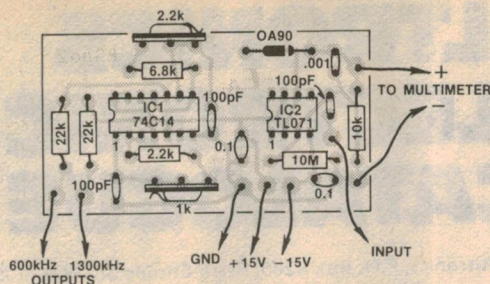 2.2k
OA90
.001
6.8k
100pF
+
TO MULTIMETER
−
100pF
IC1
74C14
IC2
TL071
22k
22k
10k
1
2.2k
0.1
1
10M
100pF
1k
0.1
GND
+15V
−15V
INPUT
600kHz
1300kHz
OUTPUTS